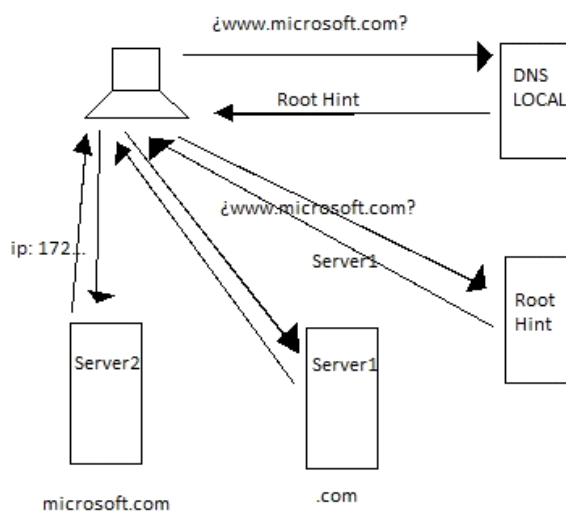 ¿www.microsoft.com?
DNS
LOCAL
Root Hint
¿www.microsoft.com?
ip: 172...
Server1
Root
Hint
Server2
Server1
microsoft.com
.com